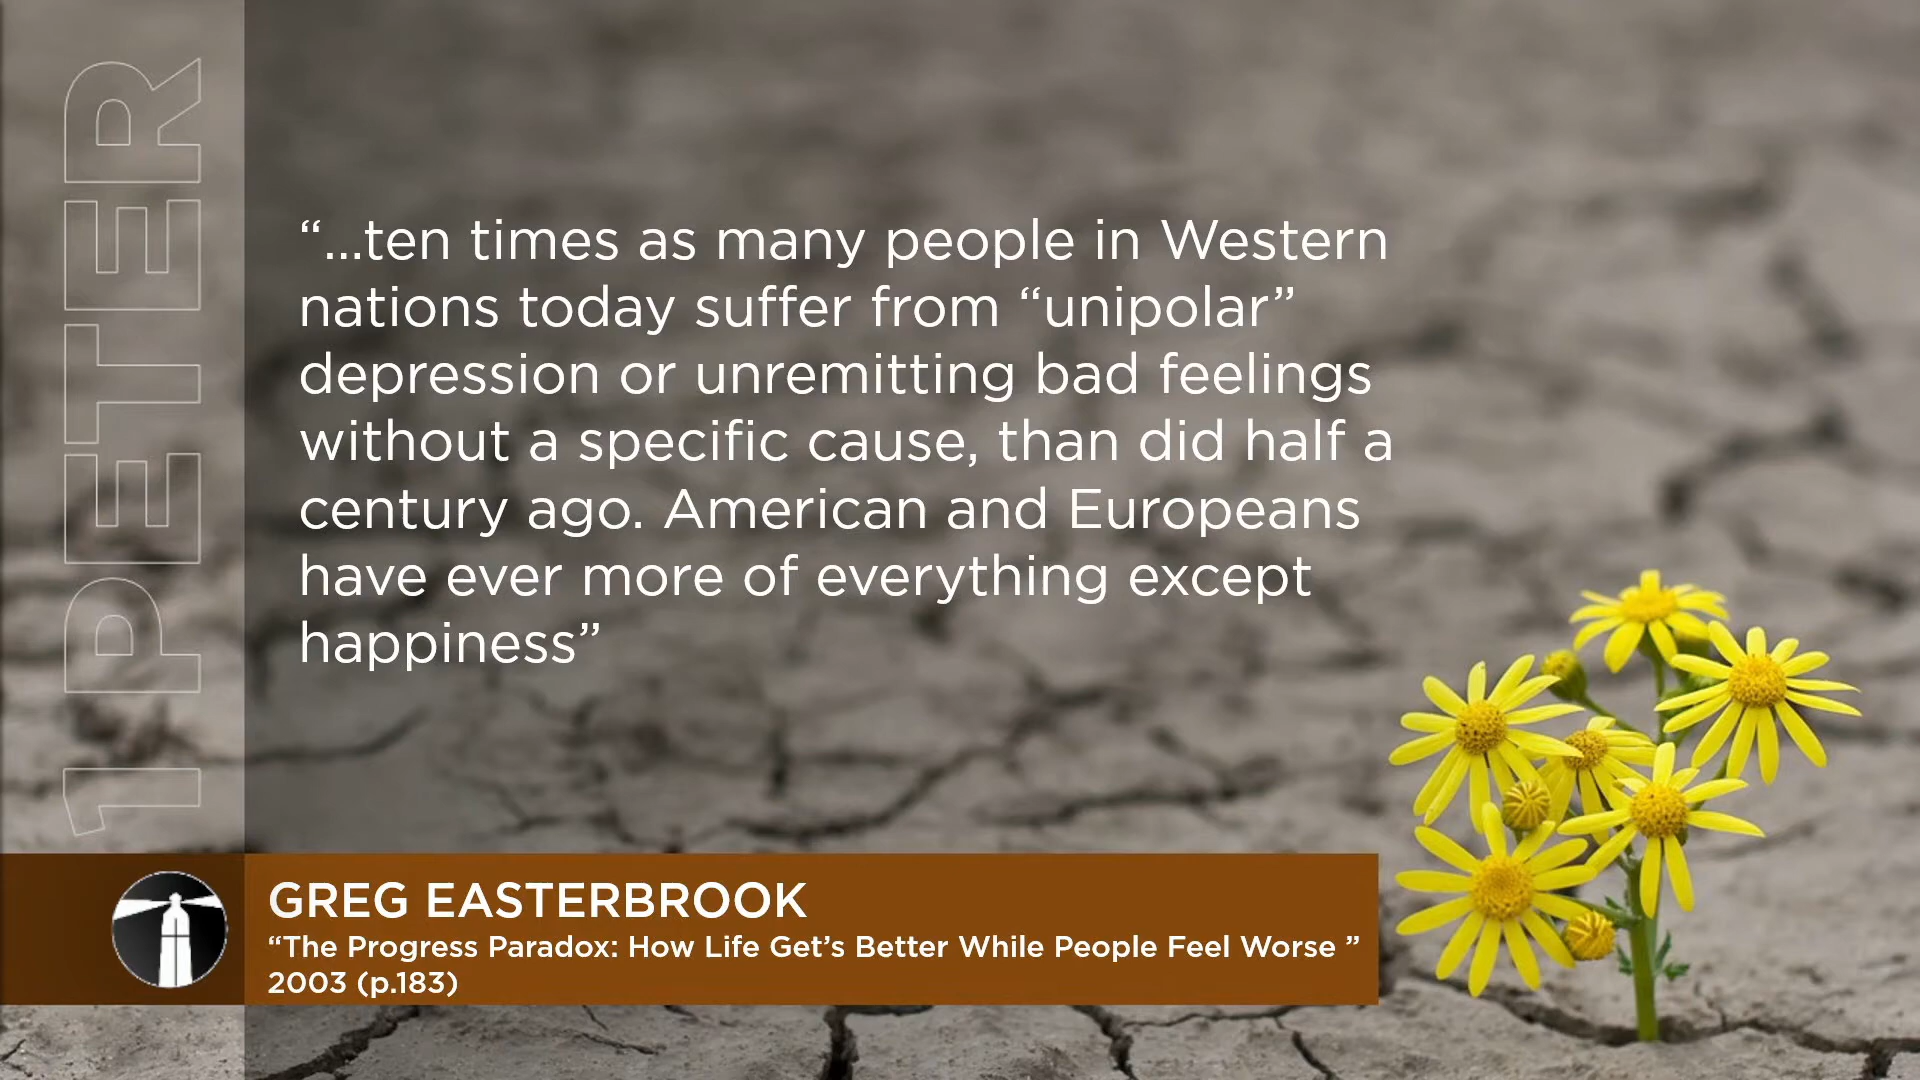 1 PETER
“...ten times as many people in Western
nations today suffer from “unipolar”
depression or unremitting bad feelings
without a specific cause, than did half a
century ago. American and Europeans
have ever more of everything except
happiness”
GREG EASTERBROOK
“The Progress Paradox: How Life Get’s Better While People Feel Worse ”
2003 (p.183)